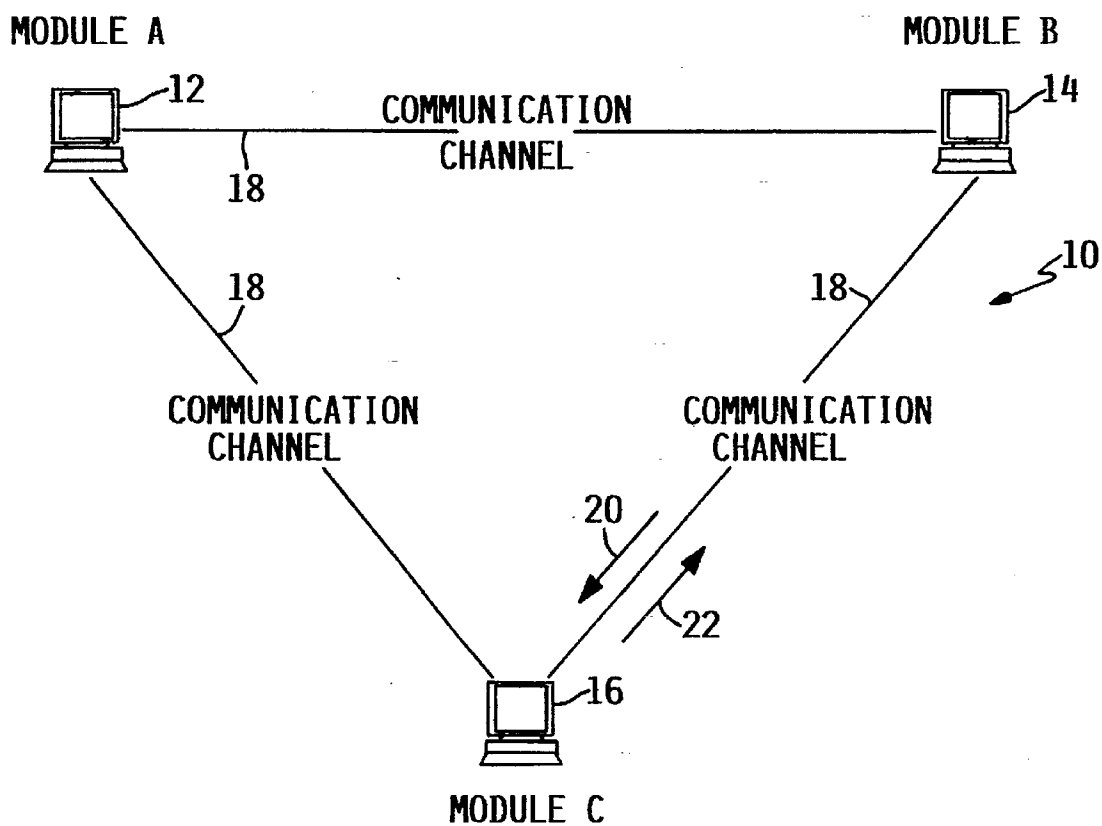 MODULE A
MODULE B
12
14
COMMUNICATION
CHANNEL
18
10
18
18
COMMUNICATION
CHANNEL
COMMUNICATION
CHANNEL
20
22
16
MODULE C